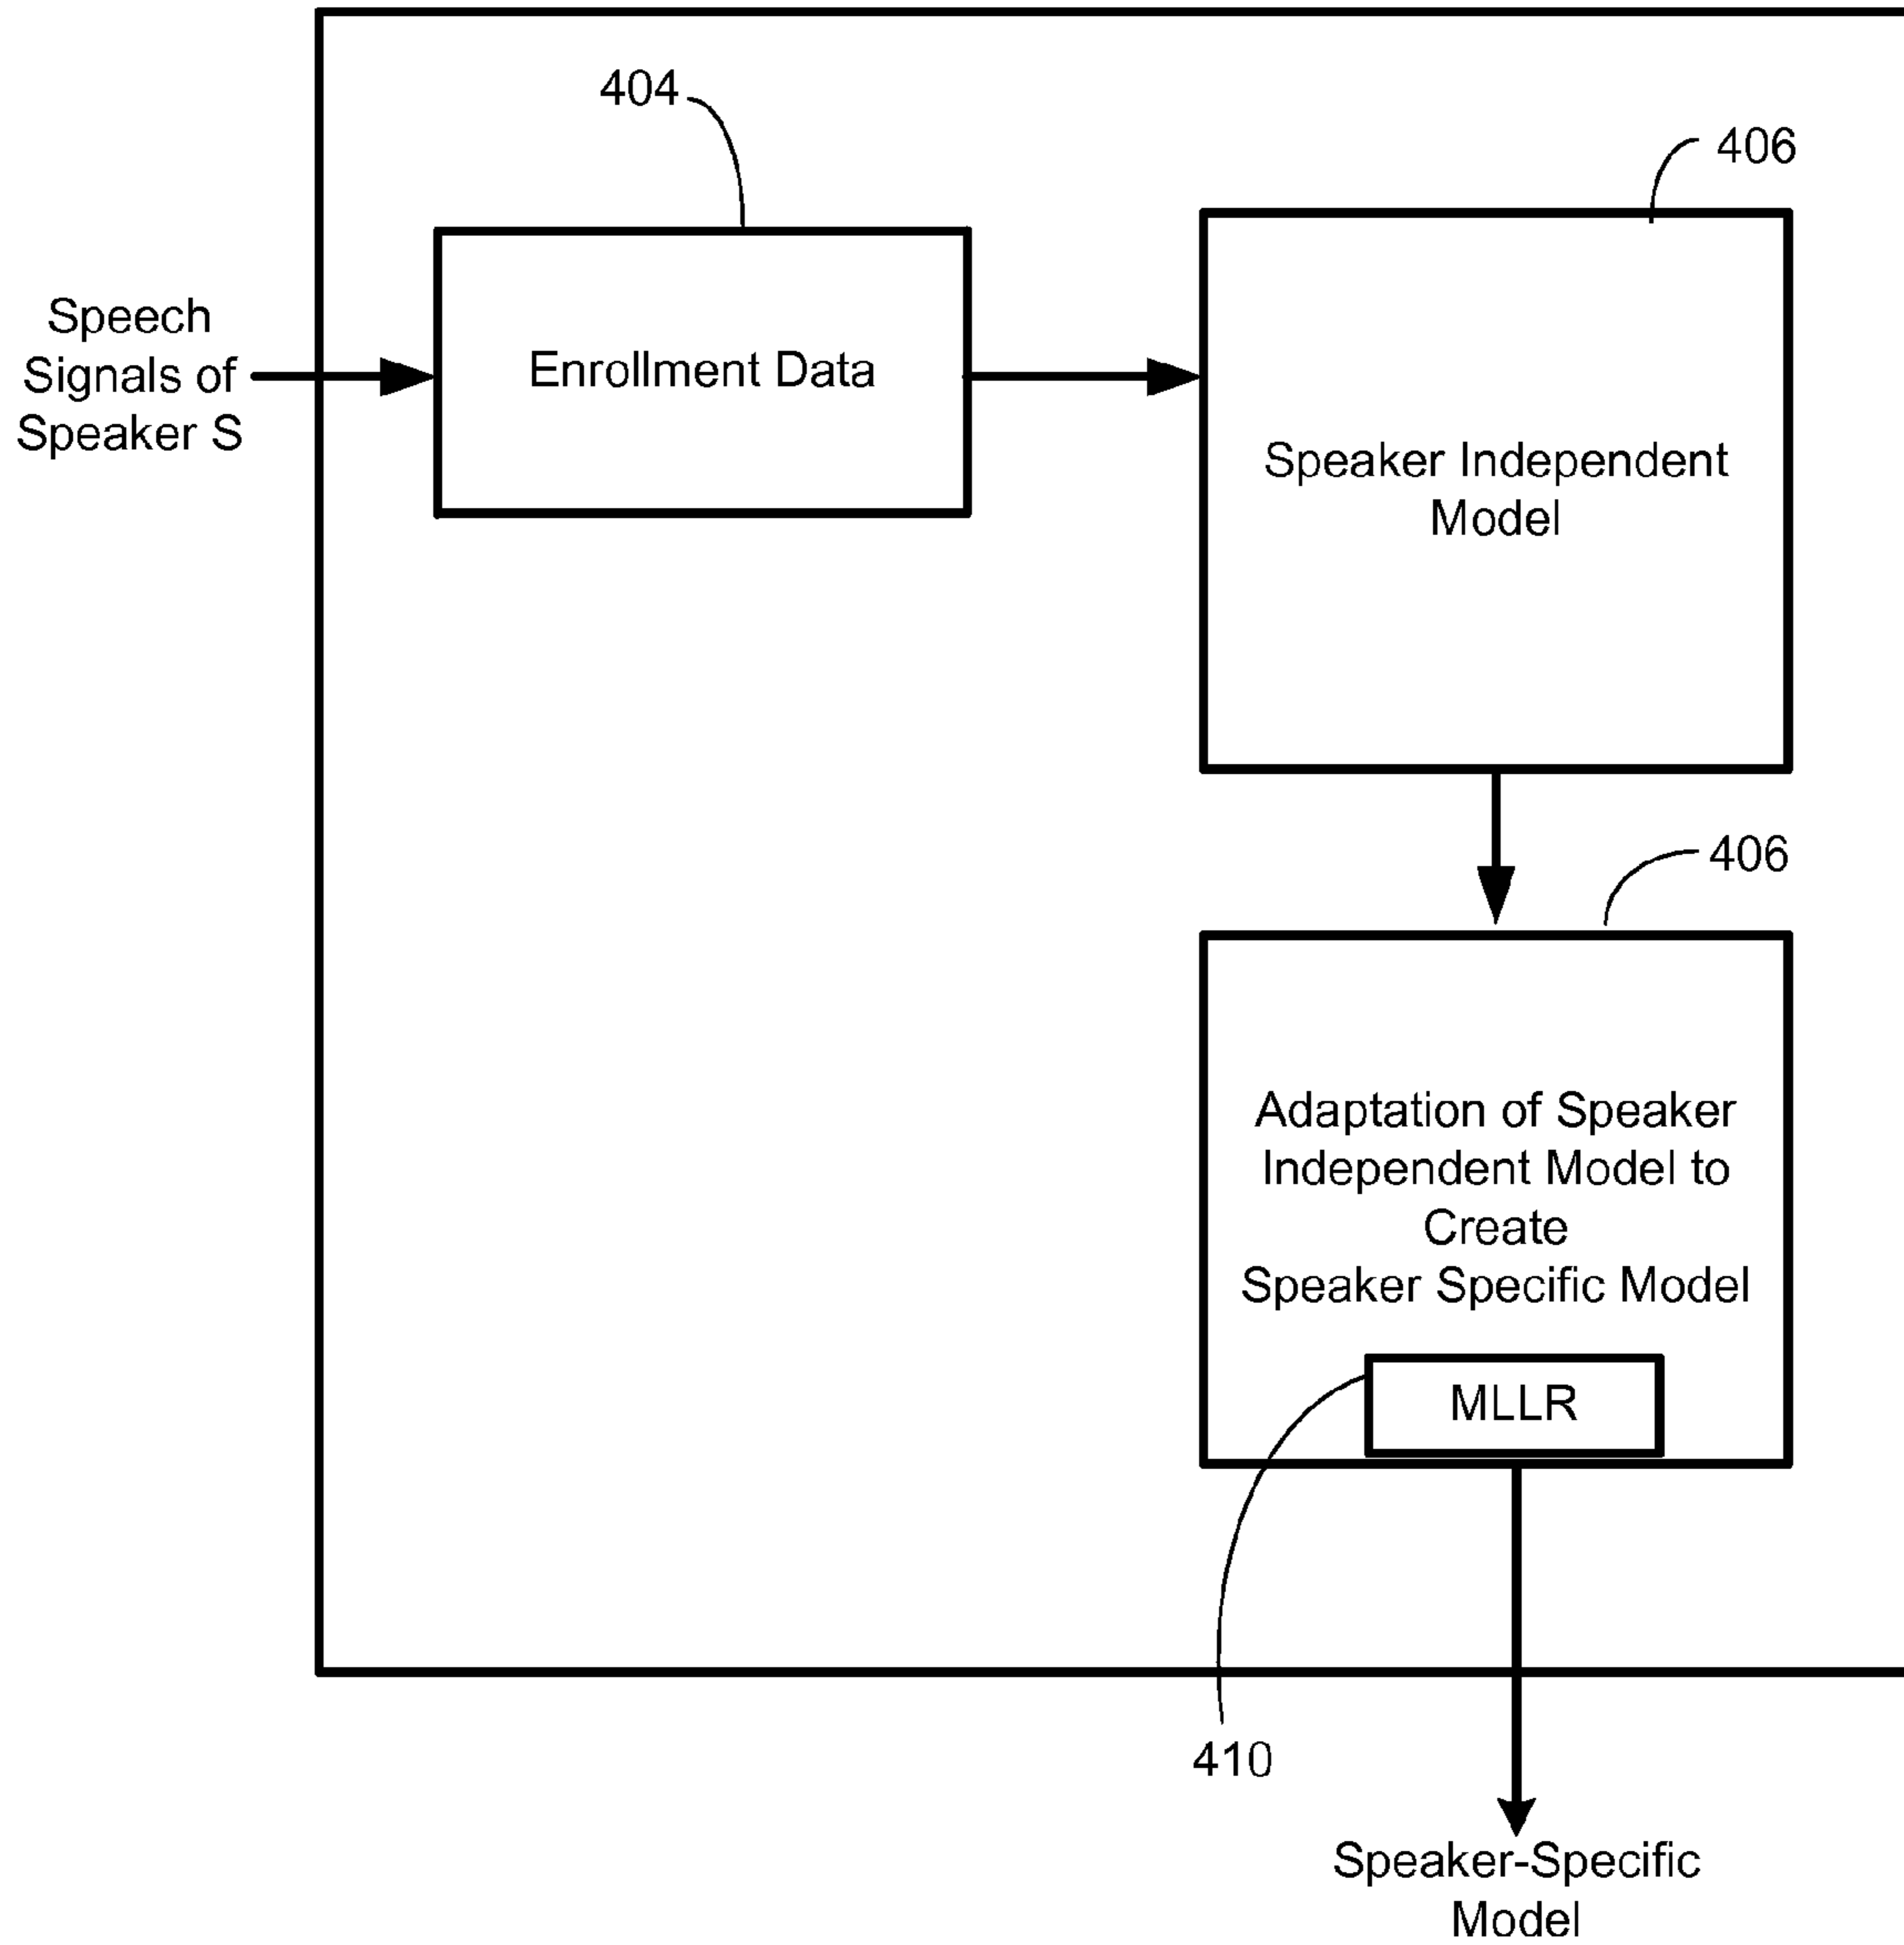 404
406
Speech
Signals of
Speaker S
Enrollment Data
Speaker Independent
Model
406
Adaptation of Speaker
Independent Model to
Create
Speaker Specific Model
MLLR
410
Speaker-Specific
Model